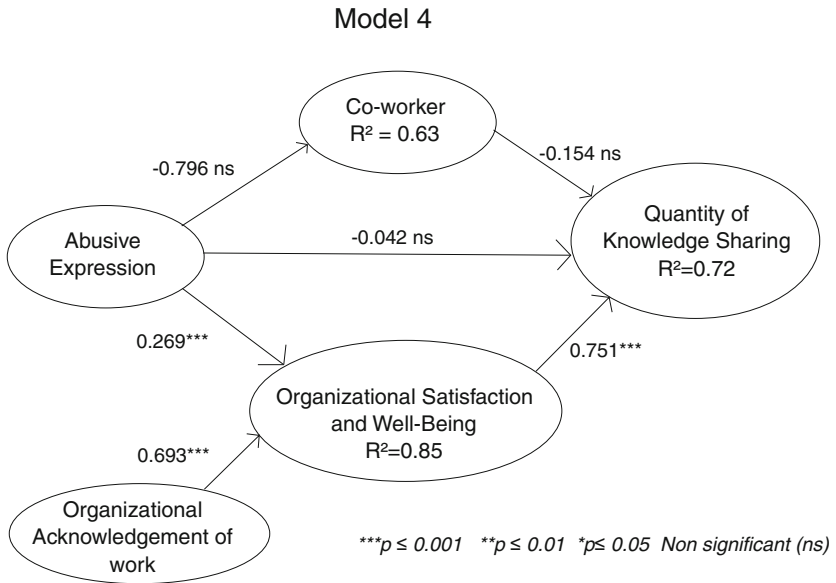 Model 4
Co-worker
R² = 0.63
-0.796 ns
-0.154 ns
Abusive
Expression
-0.042 ns
Quantity of
Knowledge Sharing
R²=0.72
0.269***
0.751***
Organizational Satisfaction
and Well-Being
R²=0.85
0.693***
Organizational
Acknowledgement of
work
***p ≤ 0.001 **p ≤ 0.01 *p≤ 0.05 Non significant (ns)